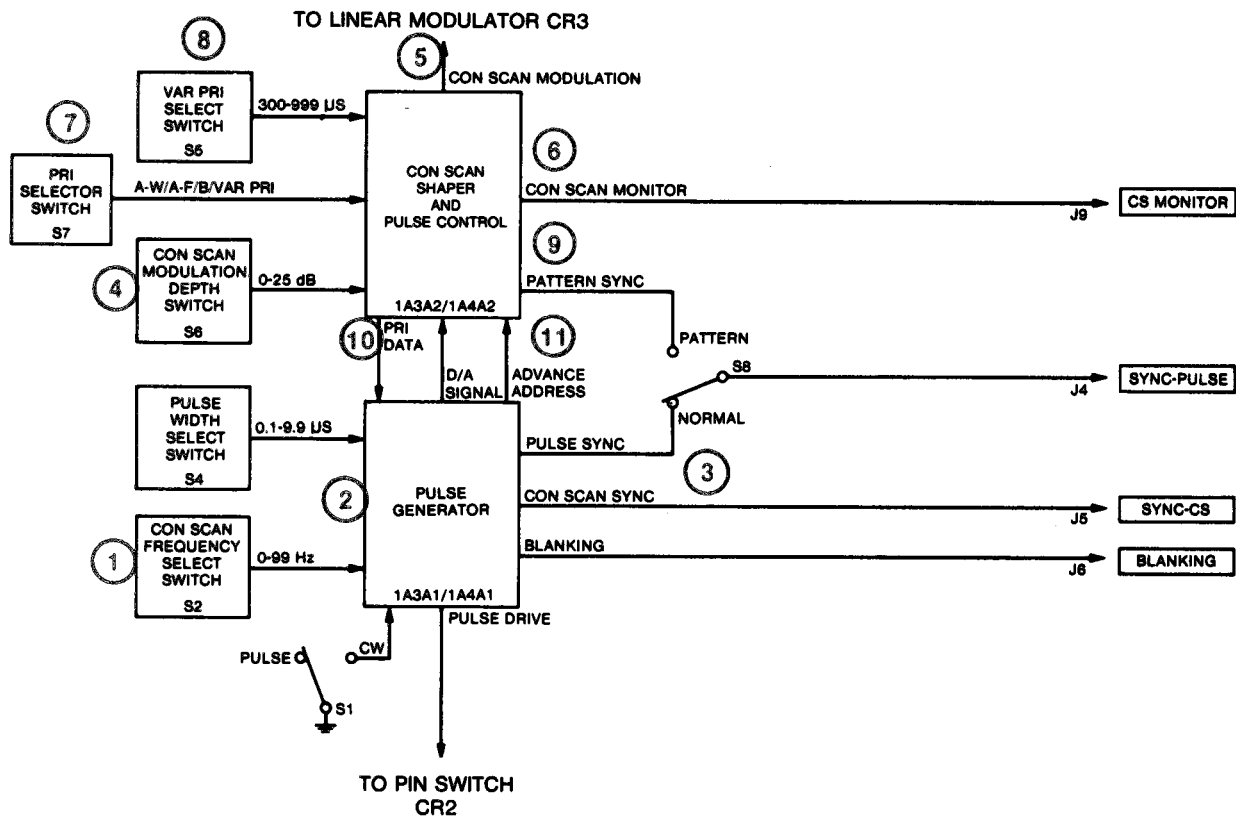 TO LINEAR MODULATOR CR3
8
5
CON SCAN MODULATION
VAR PRI
SELECT
SWITCH
S5
300-999 µS
7
PRI
SELECTOR
SWITCH
S7
A-W/A-F/B/VAR PRI
CON SCAN
SHAPER
AND
PULSE CONTROL
1A3A2/1A4A2
6
CON SCAN MONITOR
J9
CS MONITOR
4
CON SCAN
MODULATION
DEPTH
SWITCH
S6
0-25 dB
9
PATTERN SYNC
10
PRI
DATA
D/A
SIGNAL
11
ADVANCE
ADDRESS
PATTERN
S8
NORMAL
J4
SYNC-PULSE
PULSE
WIDTH
SELECT
SWITCH
S4
0.1-9.9 µS
PULSE SYNC
3
2
PULSE
GENERATOR
1A3A1/1A4A1
CON SCAN SYNC
J5
SYNC-CS
1
CON SCAN
FREQUENCY
SELECT
SWITCH
S2
0-99 Hz
BLANKING
J6
BLANKING
PULSE DRIVE
PULSE
CW
S1
TO PIN SWITCH
CR2